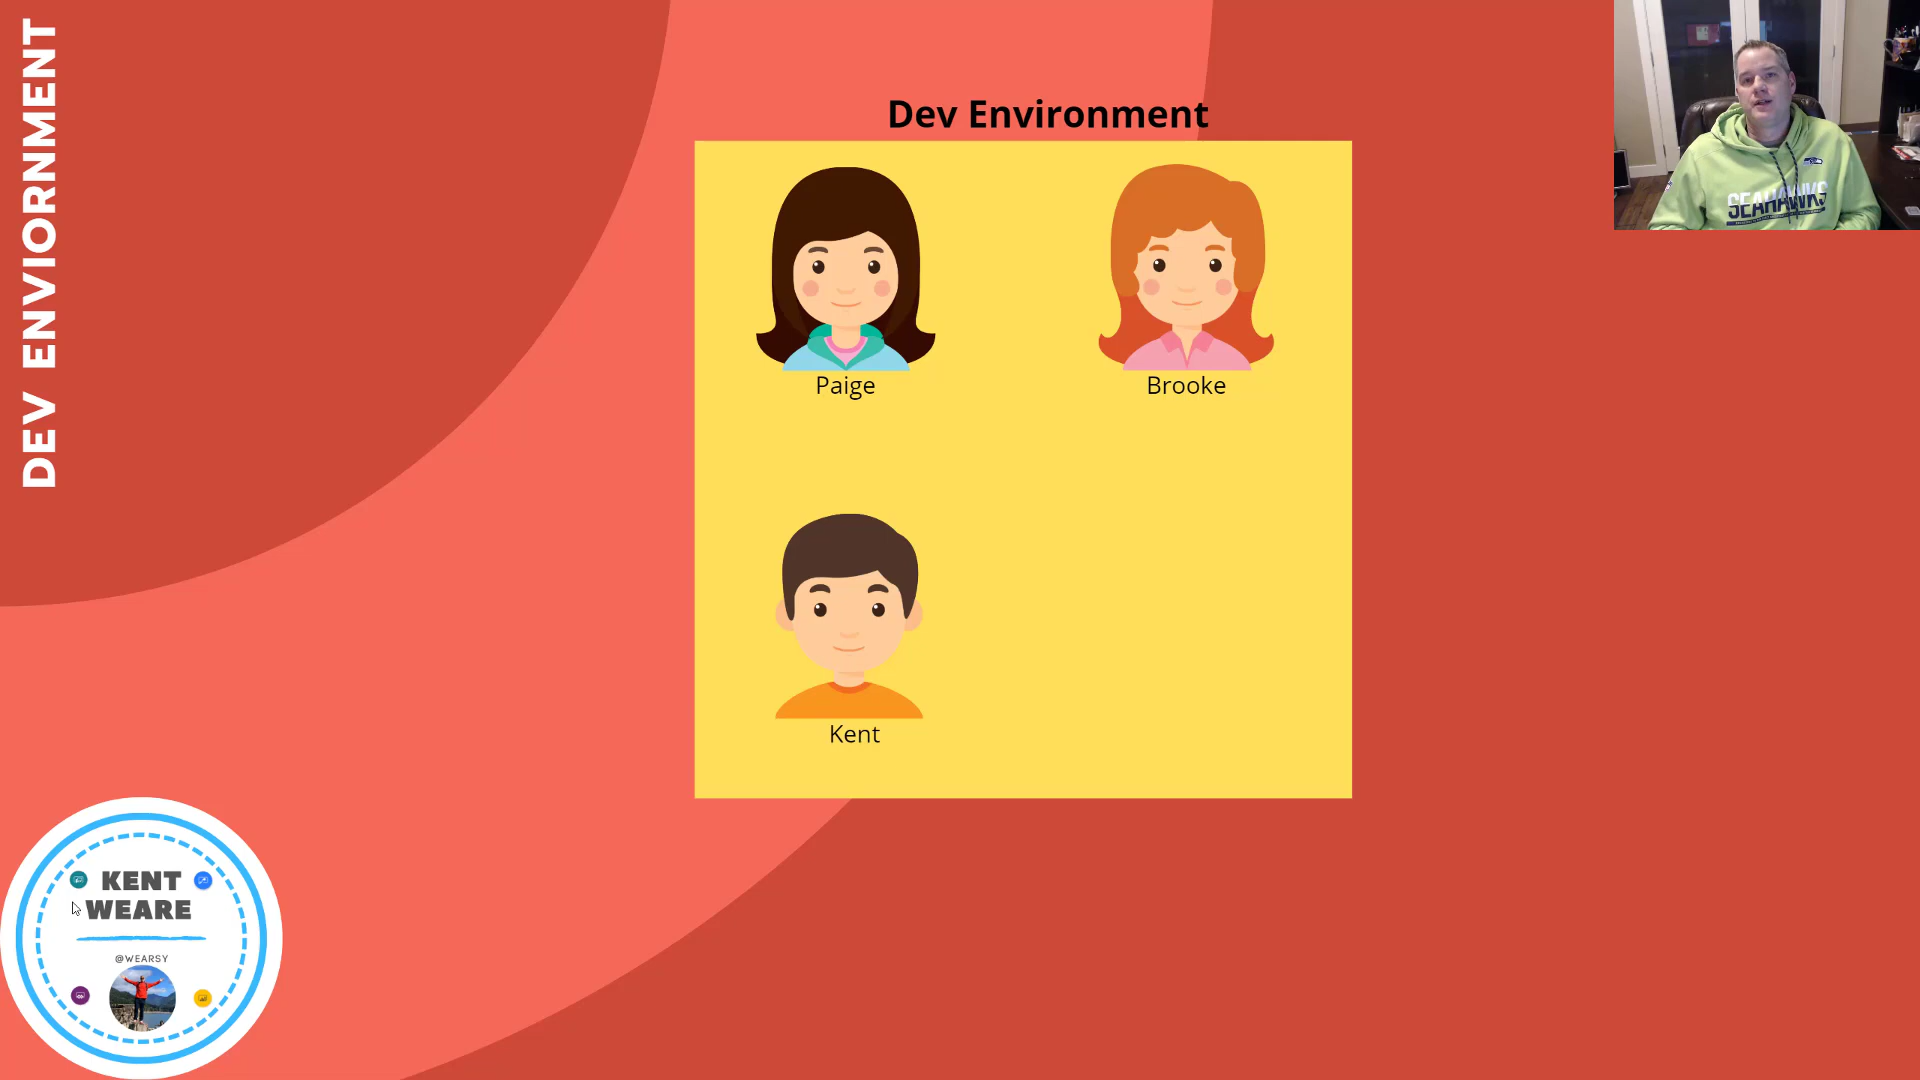 DEV ENVIORNMENT
Dev Environment
Paige
Brooke
Kent
SEAHAWKS
KENT
WEARE
@WEARSY